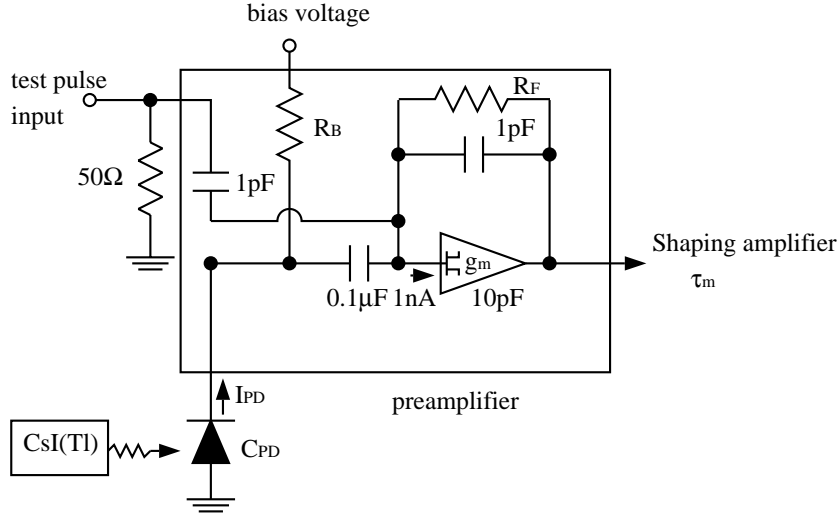 bias voltage
test pulse
input
RF
RB
1pF
50Ω
1pF
gm
Shaping amplifier
τm
0.1μF
1nA
10pF
IPD
preamplifier
CsI(Tl)
CPD